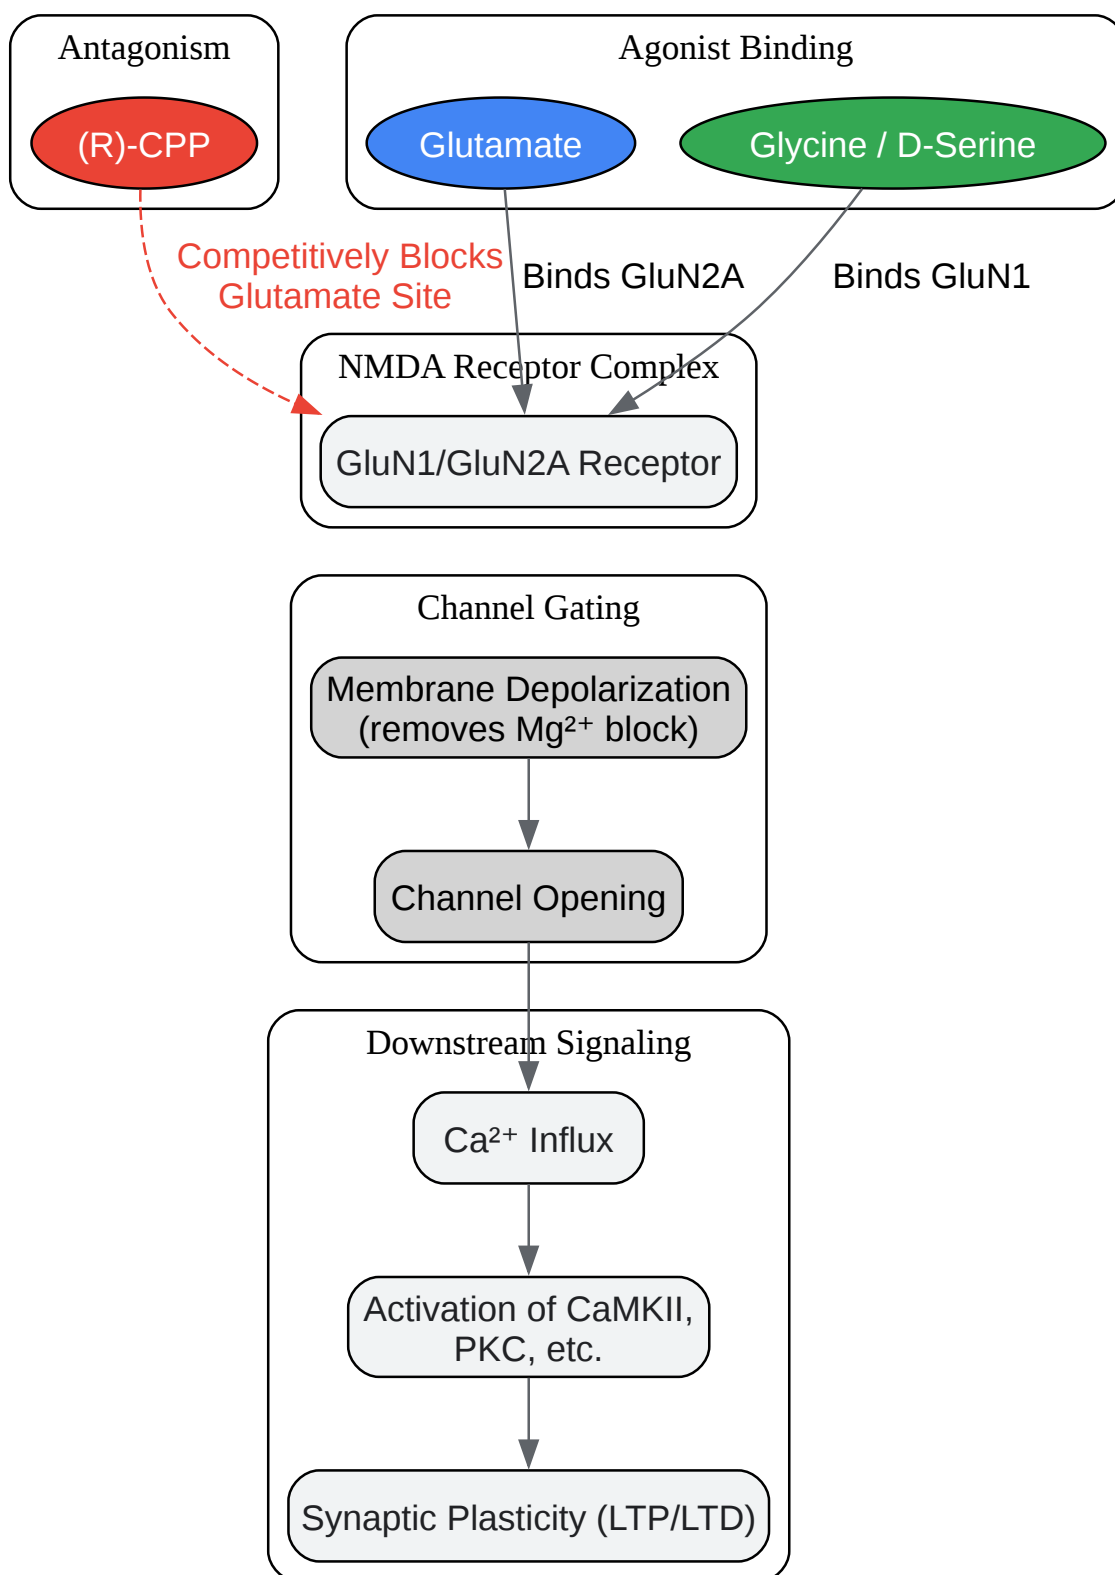 Antagonism
Agonist Binding
(R)-CPP
Glutamate
Glycine / D-Serine
Competitively Blocks
Glutamate Site
Binds GluN2A
Binds GluN1
NMDA Receptor Complex
GluN1/GluN2A Receptor
Channel Gating
Membrane Depolarization
(removes Mg²⁺ block)
Channel Opening
Downstream Signaling
Ca²⁺ Influx
Activation of CaMKII,
PKC, etc.
Synaptic Plasticity (LTP/LTD)